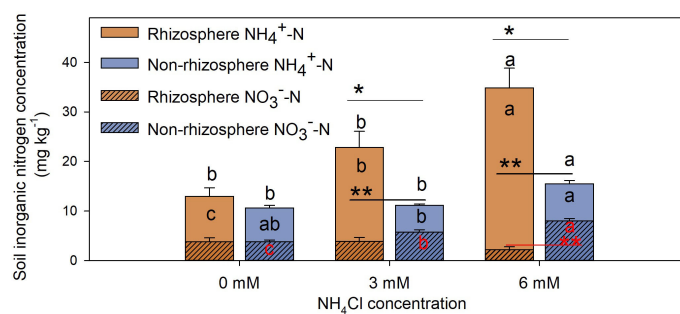 Soil inorganic nitrogen concentration
(mg kg⁻¹)
40
30
20
10
0
Rhizosphere NH₄⁺-N
Non-rhizosphere NH₄⁺-N
Rhizosphere NO₃⁻-N
Non-rhizosphere NO₃⁻-N
b
c
b
ab
c
*
b
b
**
b
b
b
*
a
a
**
a
a
a
**
0 mM
3 mM
6 mM
NH₄Cl concentration